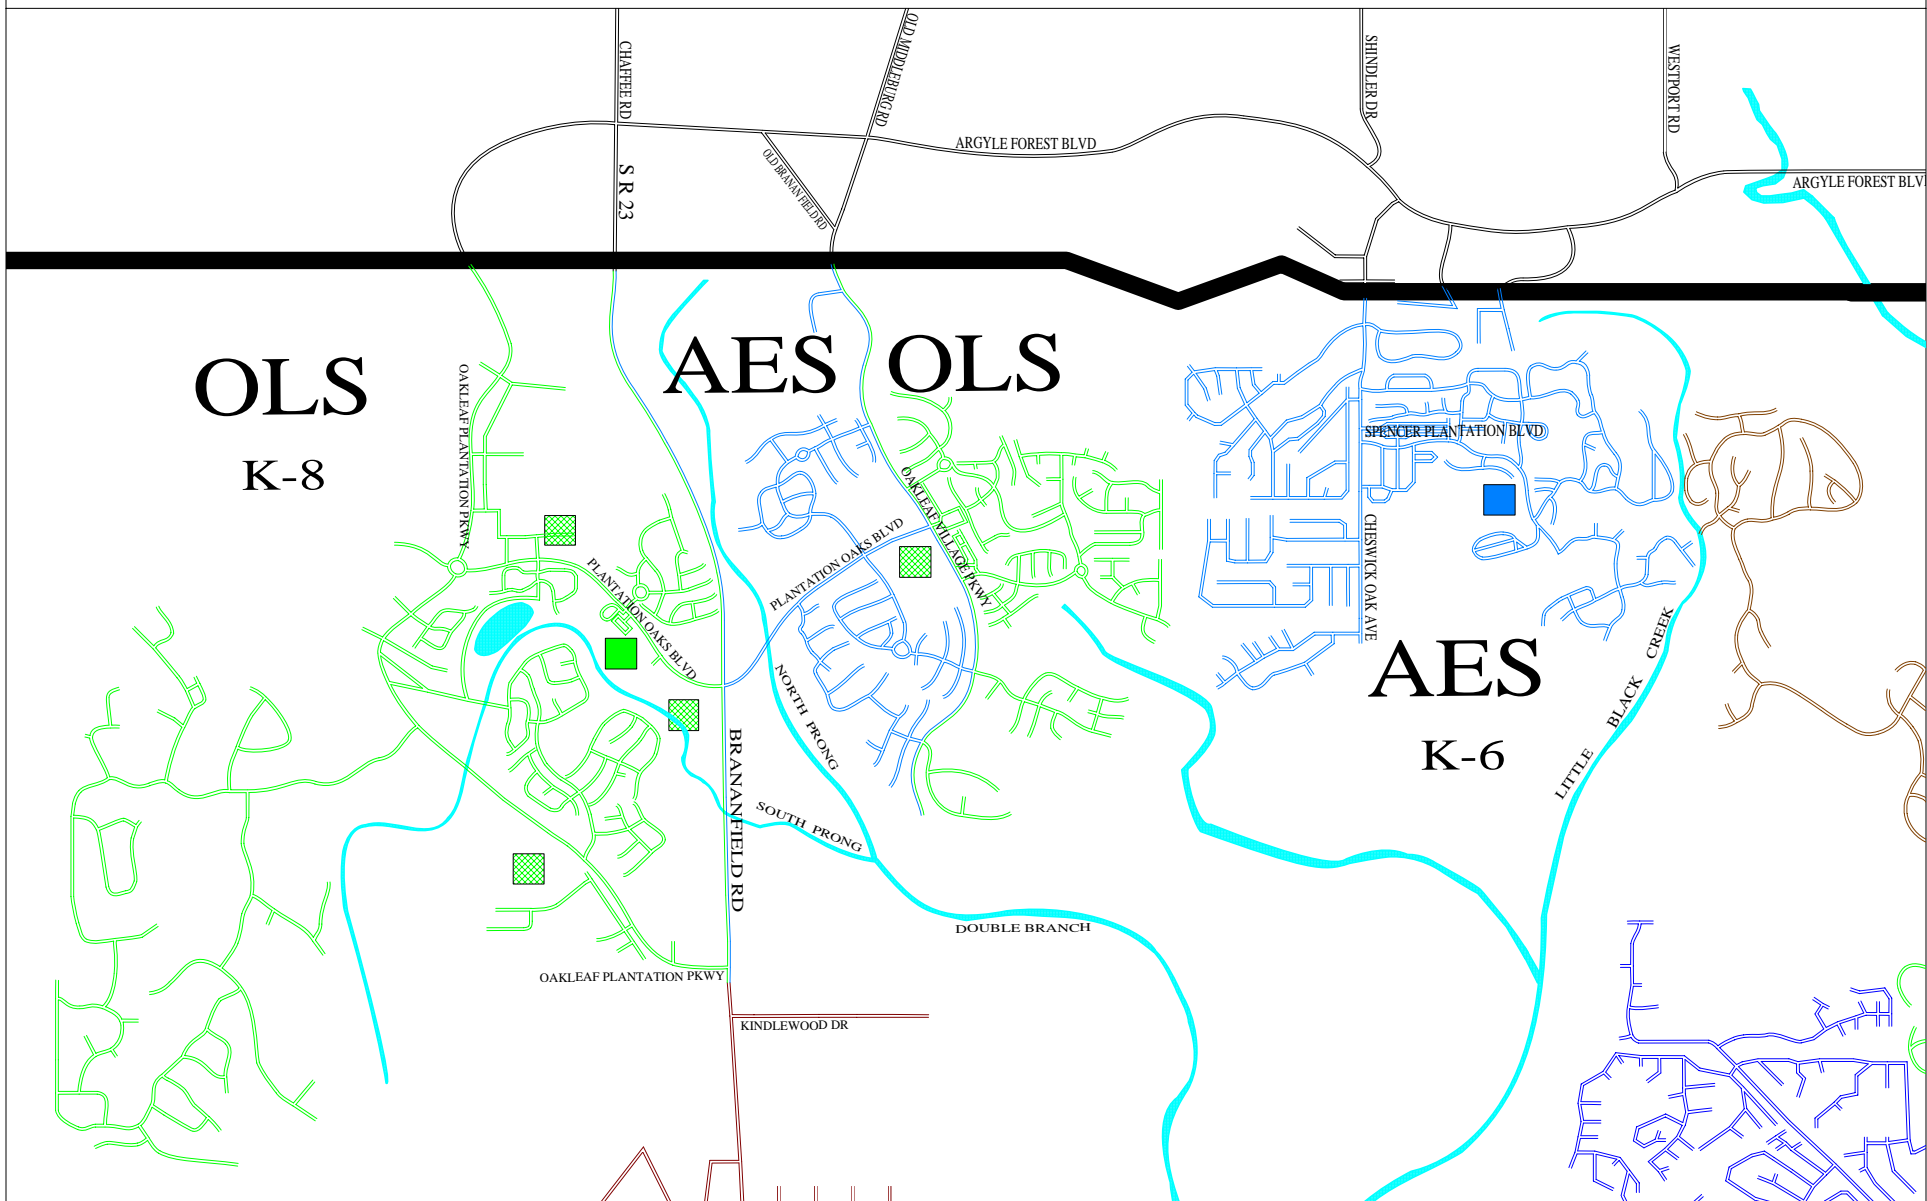 CHAFFEE RD
OLD MIDDLEBURG RD
SHINDLER DR
WESTPORT RD
ARGYLE FOREST BLVD
OLD BRANAN FIELD RD
S R 23
ARGYLE FOREST BLV
OLS
K-8
AES
OLS
OAKLEAF PLANTATION PKWY
SPENCER PLANTATION BLVD
OAKLEAF VILLAGE PKWY
PLANTATION OAKS BLVD
PLANTATION OAKS BLVD
CHESWICK OAK AVE
AES
K-6
LITTLE BLACK CREEK
NORTH PRONG
BRANANFIELD RD
SOUTH PRONG
DOUBLE BRANCH
OAKLEAF PLANTATION PKWY
KINDLEWOOD DR